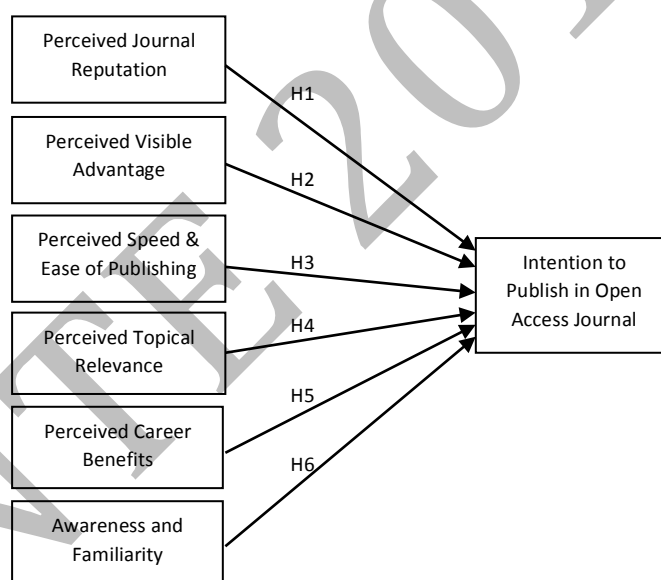 Perceived Journal
Reputation
H1
Perceived Visible
Advantage
H2
Perceived Speed &
Ease of Publishing
H3
Intention to
Publish in Open
Access Journal
Perceived Topical
Relevance
H4
Perceived Career
Benefits
H5
Awareness and
Familiarity
H6